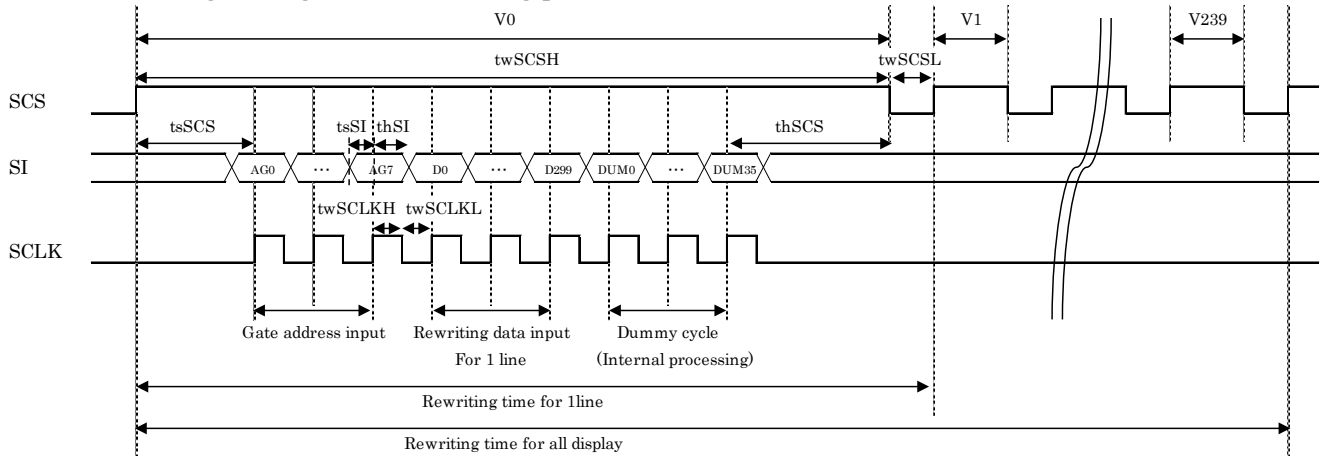 V0 V1 V239
twSCSH twSCSL
SCS
tsSCS tsSI thSI thSCS
SI AG0 ... AG7 D0 ... D299 DUM0 ... DUM35
twSCLKH twSCLKL
SCLK
Gate address input Rewriting data input Dummy cycle
For 1 line (Internal processing)
Rewriting time for 1line
Rewriting time for all display